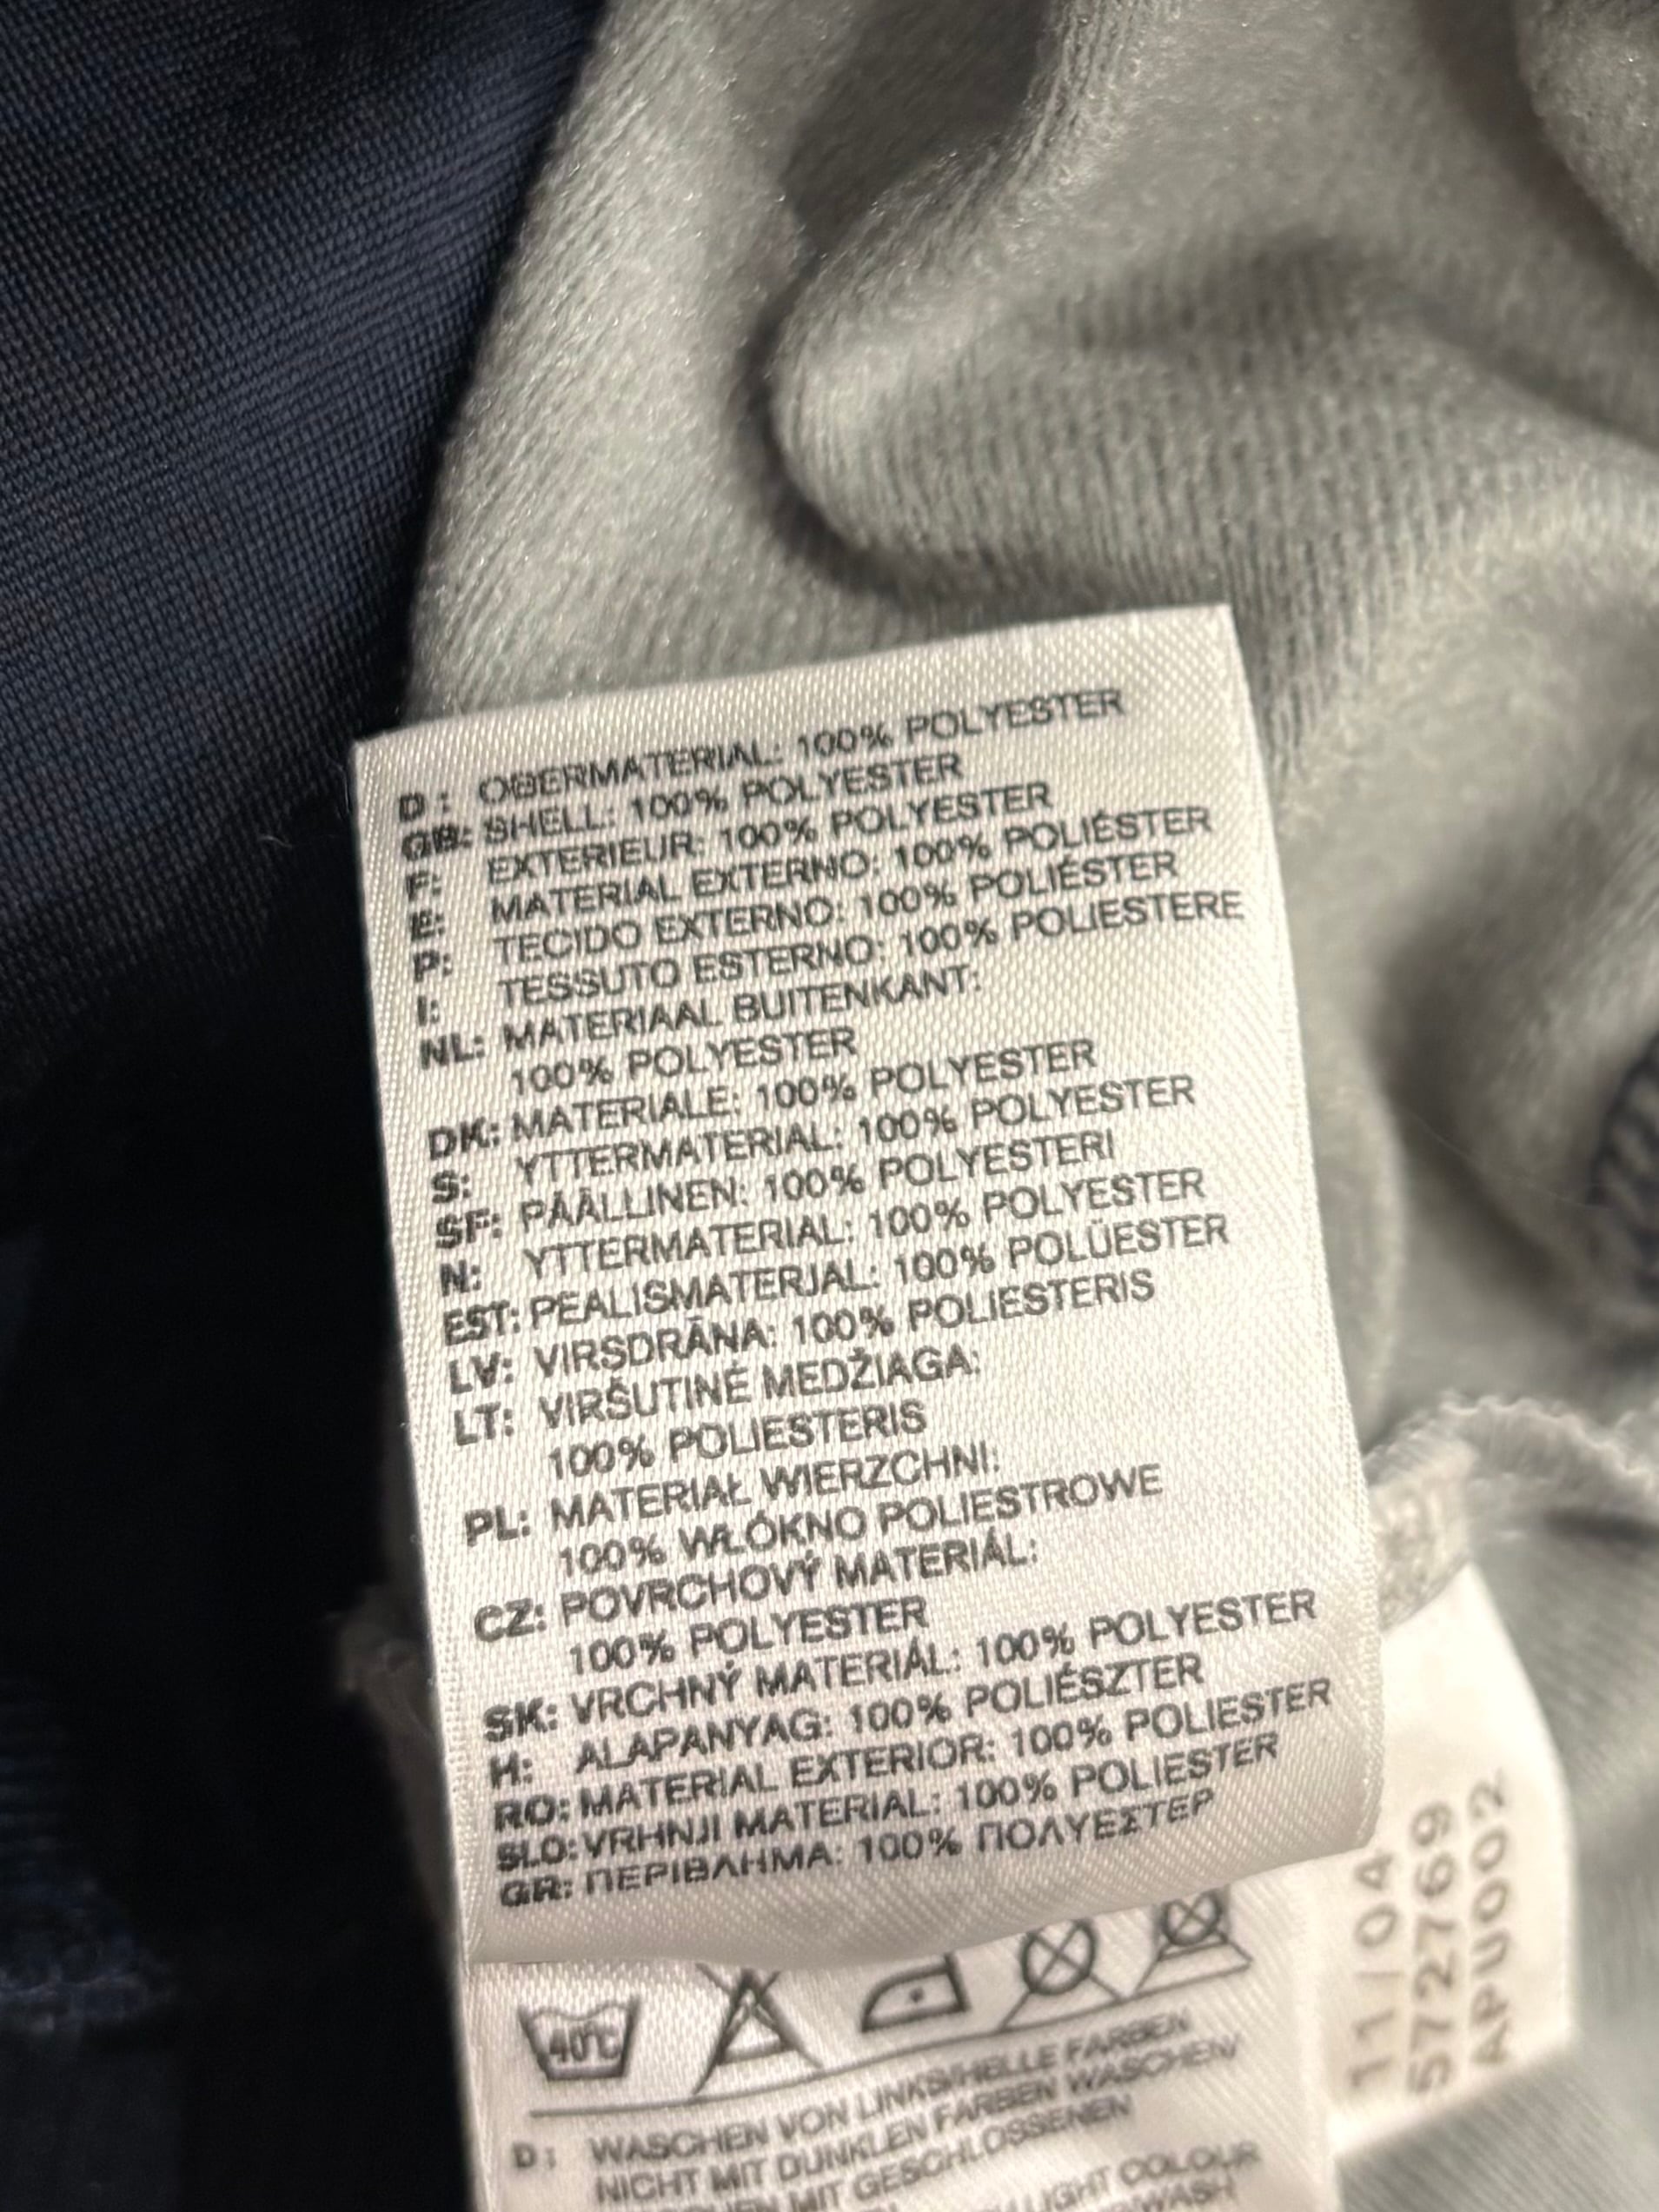 D: OBERMATERIAL: 100% POLYESTER
GB: SHELL: 100% POLYESTER
F: EXTERIEUR: 100% POLYESTER
E: MATERIAL EXTERNO: 100% POLIÉSTER
P: TECIDO EXTERNO: 100% POLIÉSTER
I: TESSUTO ESTERNO: 100% POLIESTERE
NL: MATERIAAL BUITENKANT:
100% POLYESTER
DK: MATERIALE: 100% POLYESTER
S: YTTERMATERIAL: 100% POLYESTER
SF: PÄÄLLINEN: 100% POLYESTERI
N: YTTERMATERIAL: 100% POLYESTER
EST: PEALISMATERJAL: 100% POLÜESTER
LV: VIRSDRĀNA: 100% POLIESTERIS
LT: VIRŠUTINĖ MEDŽIAGA:
100% POLIESTERIS
PL: MATERIAŁ WIERZCHNI:
100% WŁÓKNO POLIESTROWE
CZ: POVRCHOVÝ MATERIÁL:
100% POLYESTER
SK: VRCHNÝ MATERIÁL: 100% POLYESTER
H: ALAPANYAG: 100% POLIÉSZTER
RO: MATERIAL EXTERIOR: 100% POLIESTER
SLO: VRHNJI MATERIAL: 100% POLIESTER
GR: ΠΕΡΙΒΛΗΜΑ: 100% ΠΟΛΥΕΣΤΕΡ
40°C
D: WASCHEN VON LINKS/HELLE FARBEN
NICHT MIT DUNKLEN FARBEN WASCHEN/
MIT GESCHLOSSENEN
LIGHT COLOUR
WASH
11/04
572769
APU002